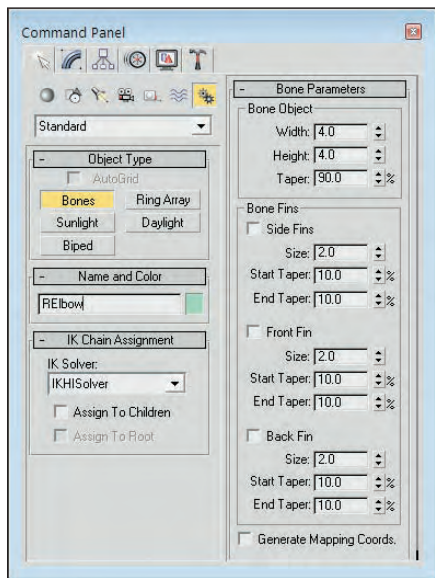 Command Panel
Standard
- Object Type
AutoGrid
Bones Ring Array
Sunlight Daylight
Biped
- Name and Color
RElbow
- IK Chain Assignment
IK Solver:
IKHISolver
Assign To Children
Assign To Root
- Bone Parameters
Bone Object
Width: 4.0
Height: 4.0
Taper: 90.0 %
Bone Fins
Side Fins
Size: 2.0
Start Taper: 10.0 %
End Taper: 10.0 %
Front Fin
Size: 2.0
Start Taper: 10.0 %
End Taper: 10.0 %
Back Fin
Size: 2.0
Start Taper: 10.0 %
End Taper: 10.0 %
Generate Mapping Coords.